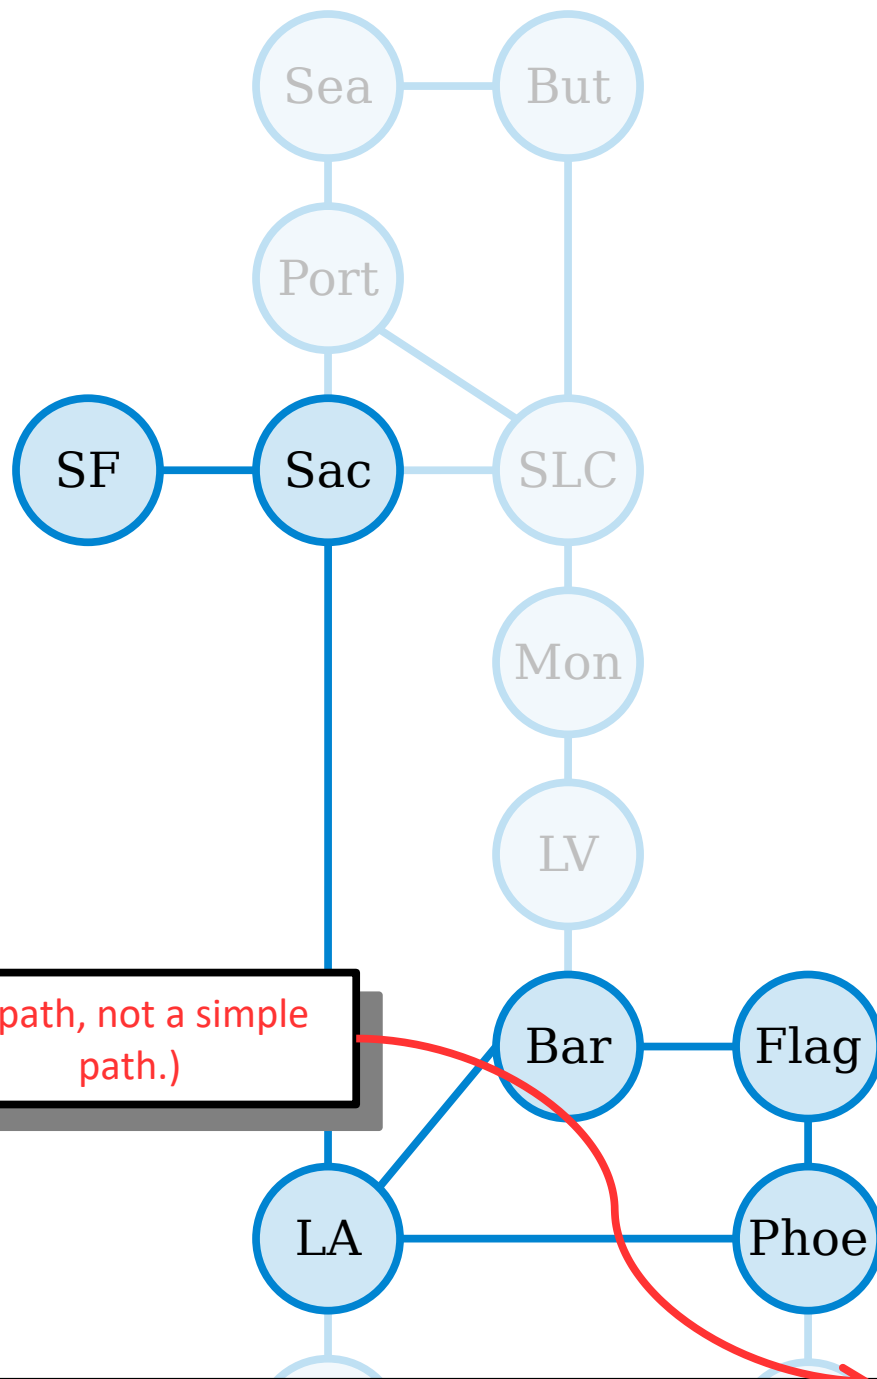 Sea
But
Port
SF
Sac
SLC
Mon
LV
path, not a simple
path.)
Bar
Flag
LA
Phoe